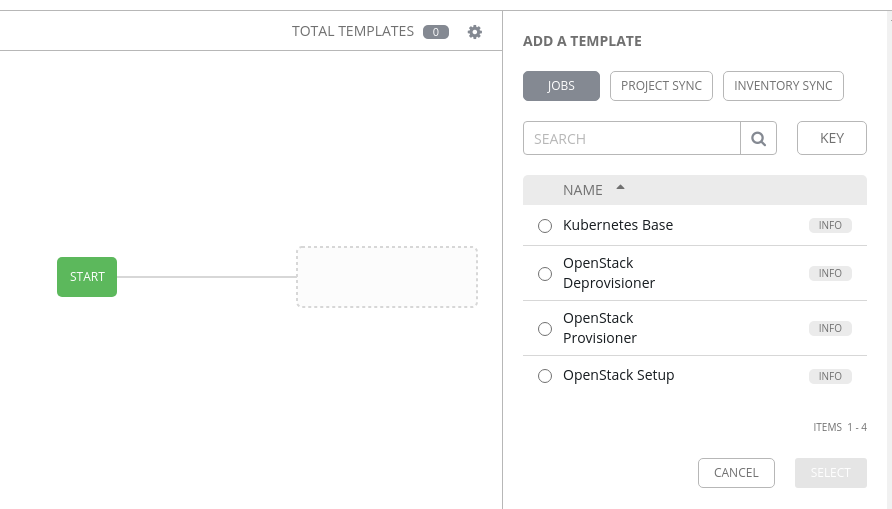 TOTAL TEMPLATES 0
ADD A TEMPLATE
JOBS PROJECT SYNC INVENTORY SYNC
SEARCH KEY
NAME
Kubernetes Base INFO
OpenStack
Deprovisioner INFO
OpenStack
Provisioner INFO
OpenStack Setup INFO
START
ITEMS 1 - 4
CANCEL SELECT